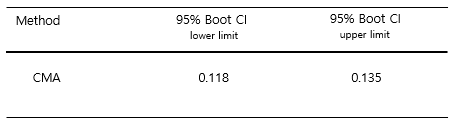 Method 95% Boot CI 95% Boot CI
lower limit upper limit
CMA 0.118 0.135